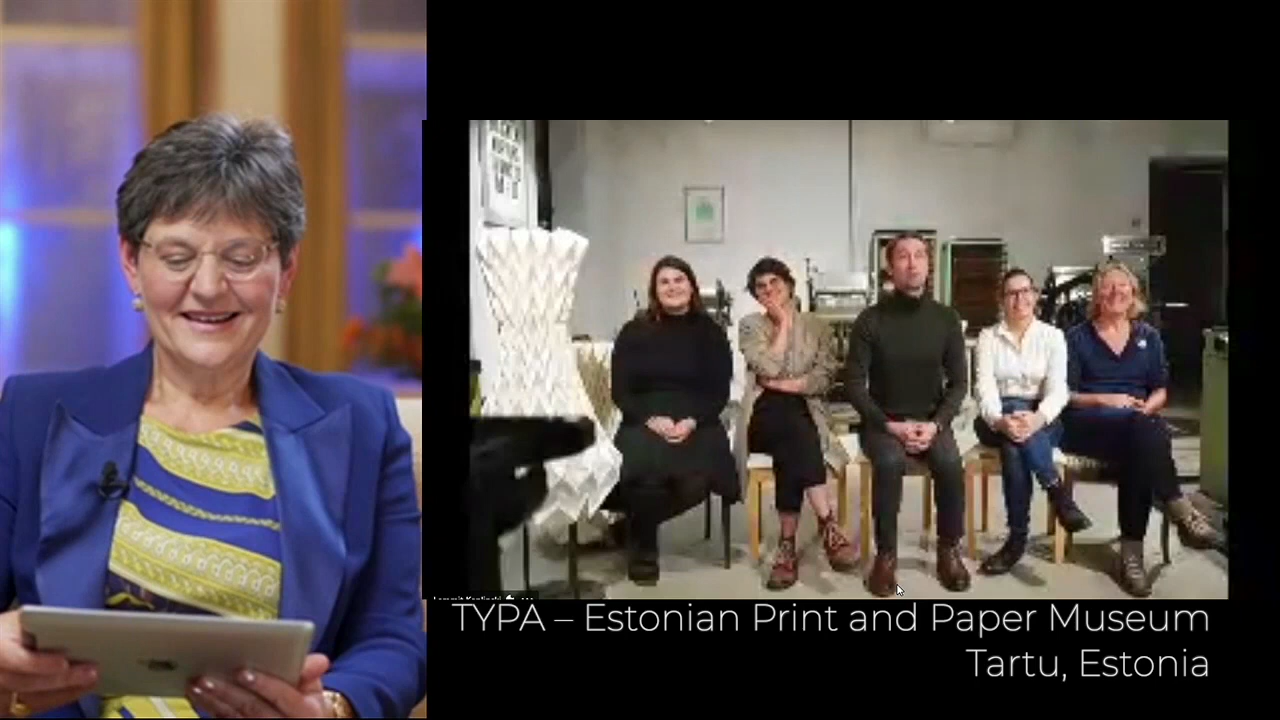 TYPA – Estonian Print and Paper Museum
Tartu, Estonia